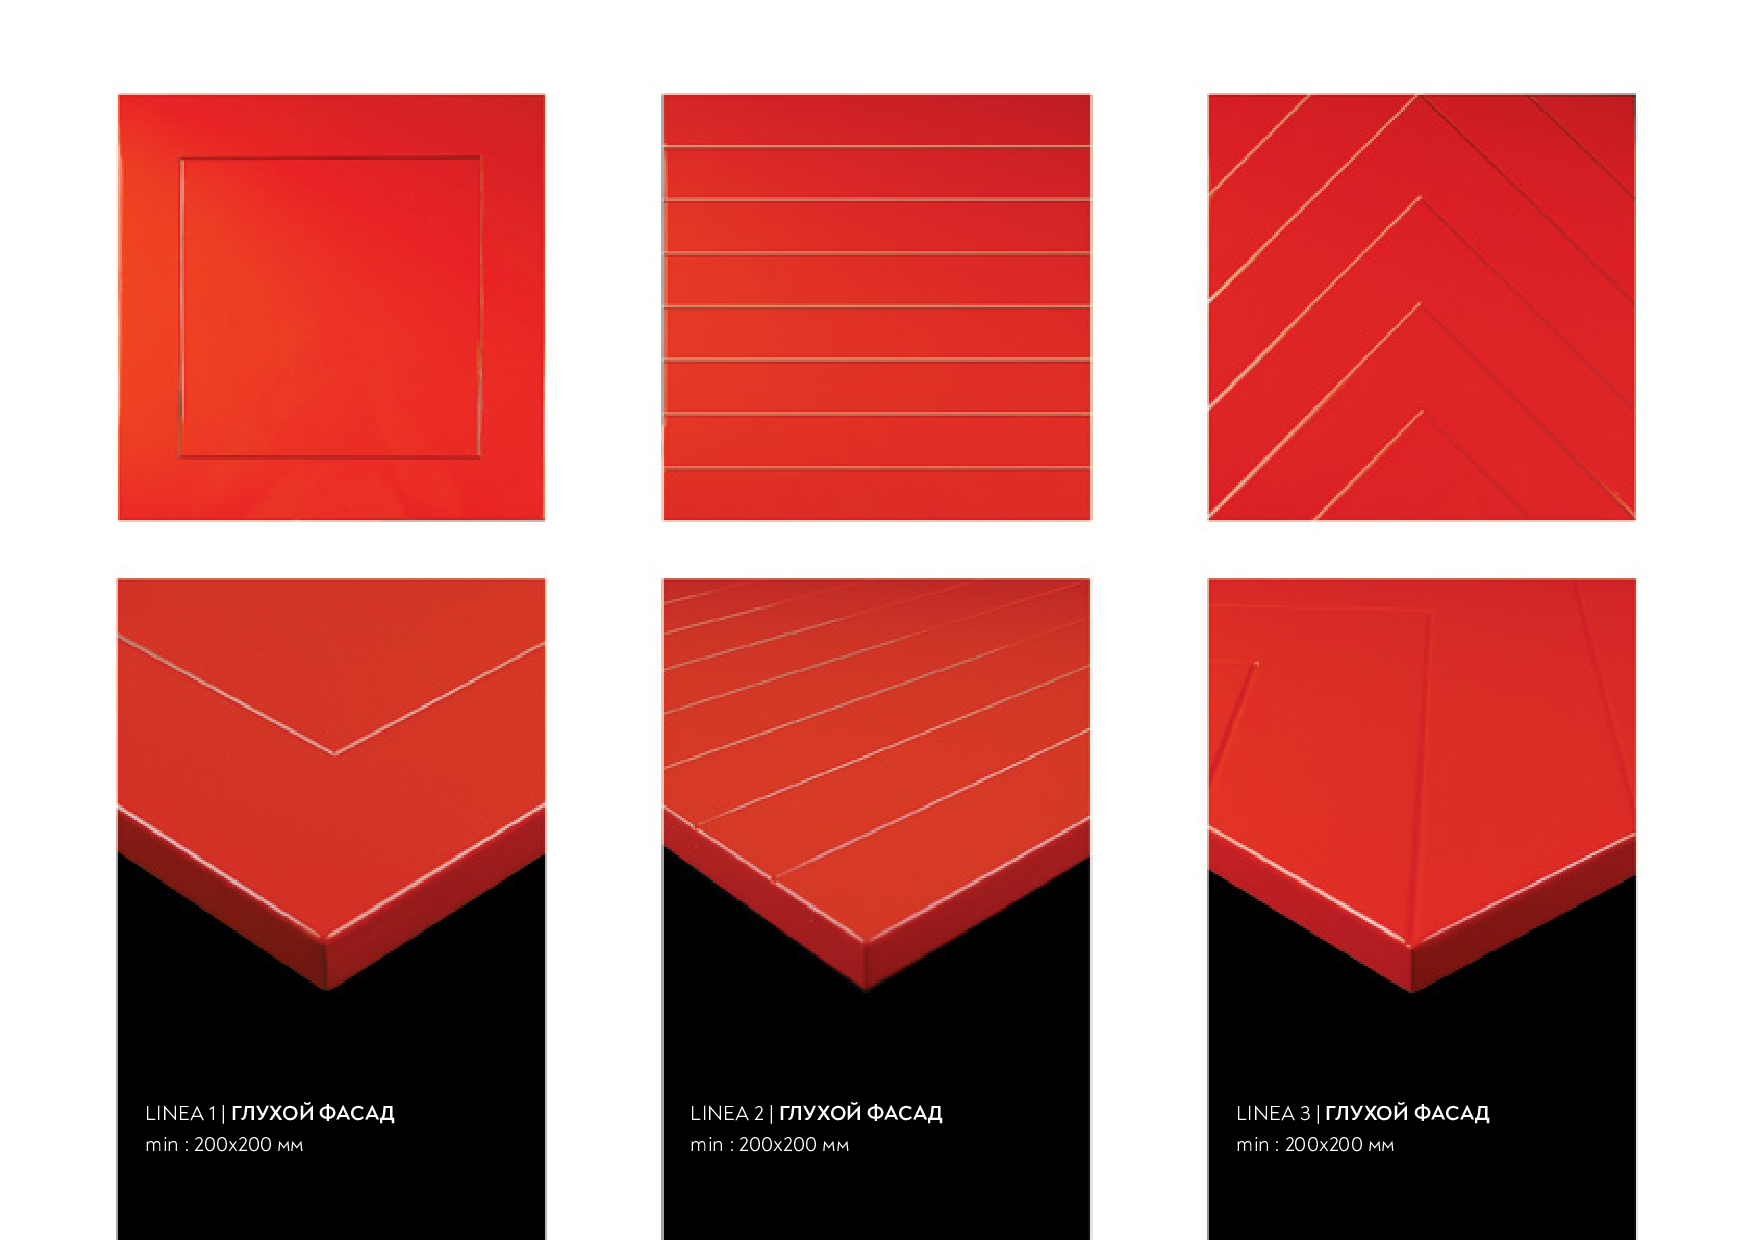 LINEA 1 | ГЛУХОЙ ФАСАД
min : 200x200 мм
LINEA 2 | ГЛУХОЙ ФАСАД
min : 200x200 мм
LINEA 3 | ГЛУХОЙ ФАСАД
min : 200x200 мм